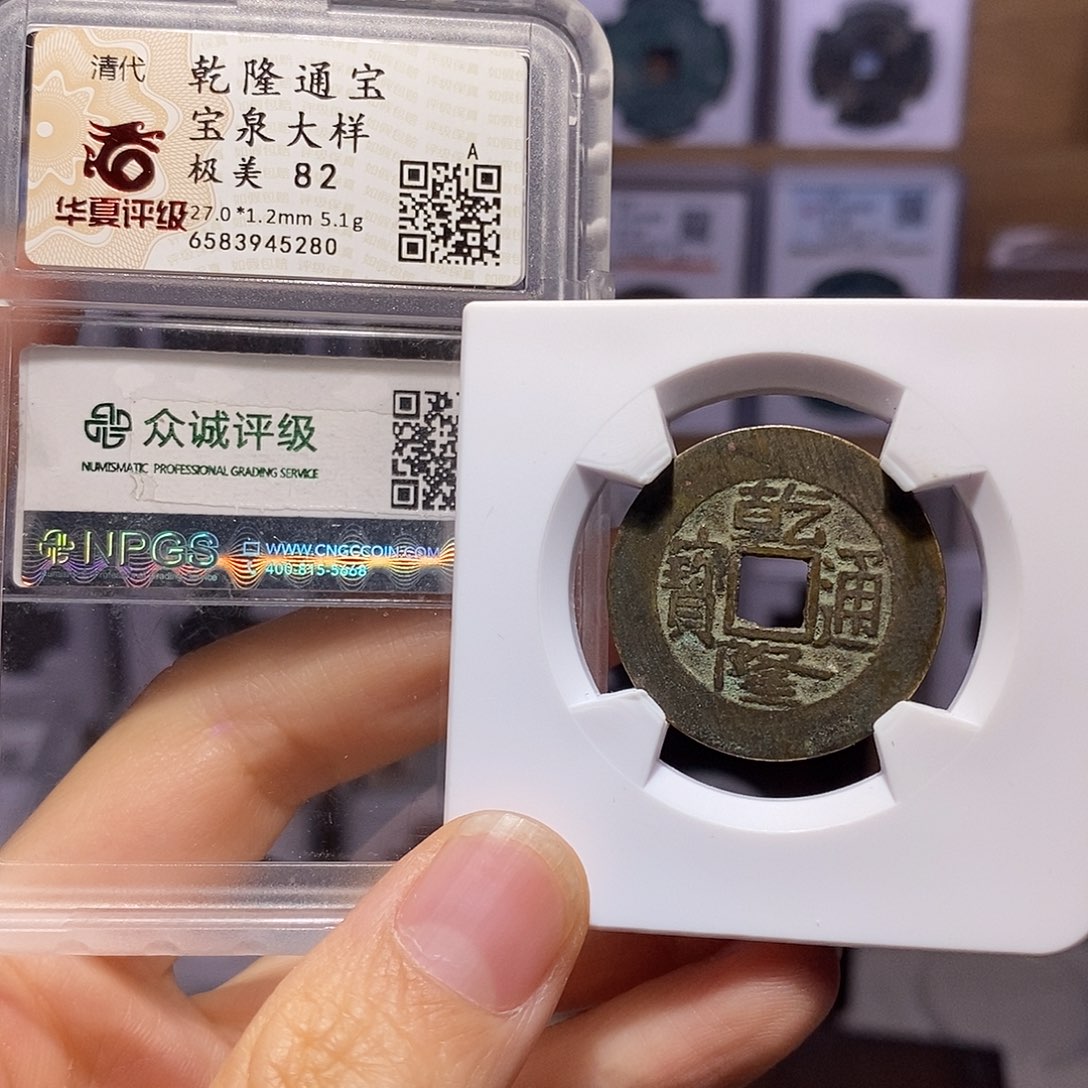 清代
乾隆通宝
宝泉大样
极美 82
A
华夏评级
27.0*1.2mm 5.1g
6583945280
众诚评级
NUMISMATIC PROFESSIONAL GRADING SERVICE
NPGS
WWW.CNGCCOIN.COM
400-815-5668
乾
隆
通
寳